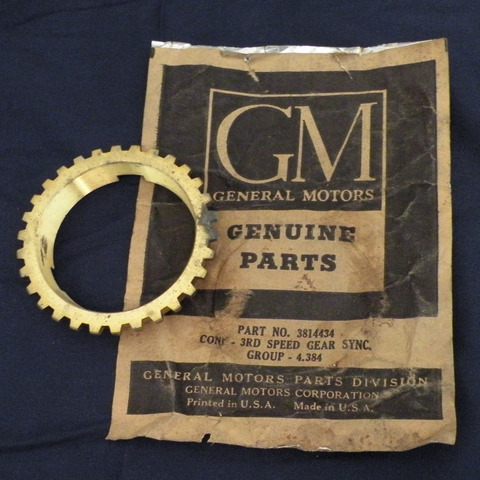 GM
GENERAL MOTORS
GENUINE
PARTS
PART NO. 3814434
CONE - 3RD SPEED GEAR SYNC.
GROUP - 4.384
GENERAL MOTORS PARTS DIVISION
GENERAL MOTORS CORPORATION
Printed in U.S.A. Made in U.S.A.